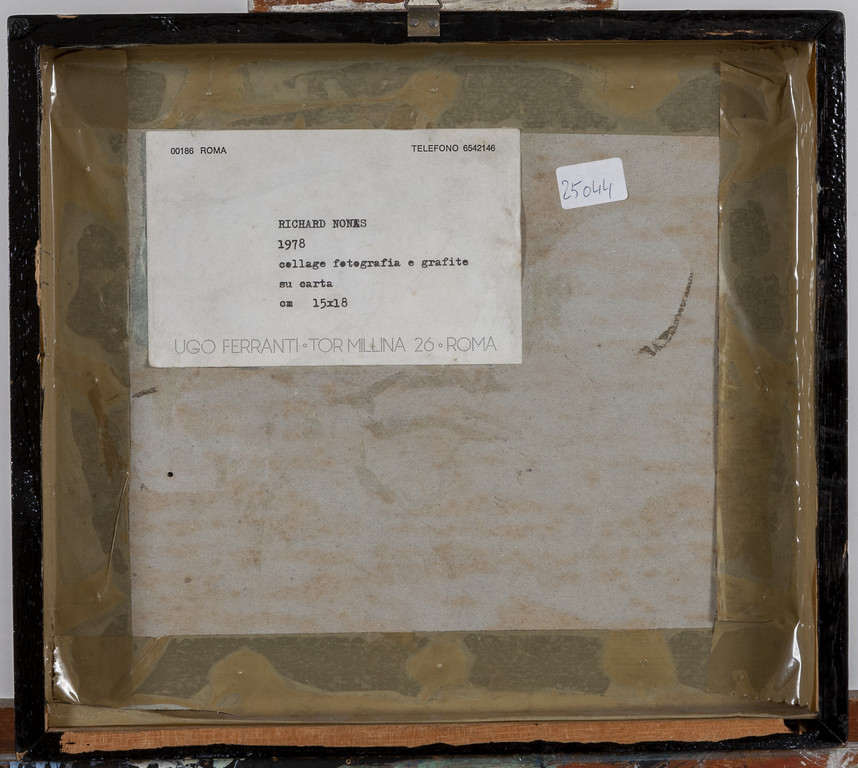 00186 ROMA
TELEFONO 6542146
25044
RICHARD NONAS
1978
collage fotografia e grafite
su carta
cm 15x18
UGO FERRANTI • TOR MILLINA 26 • ROMA